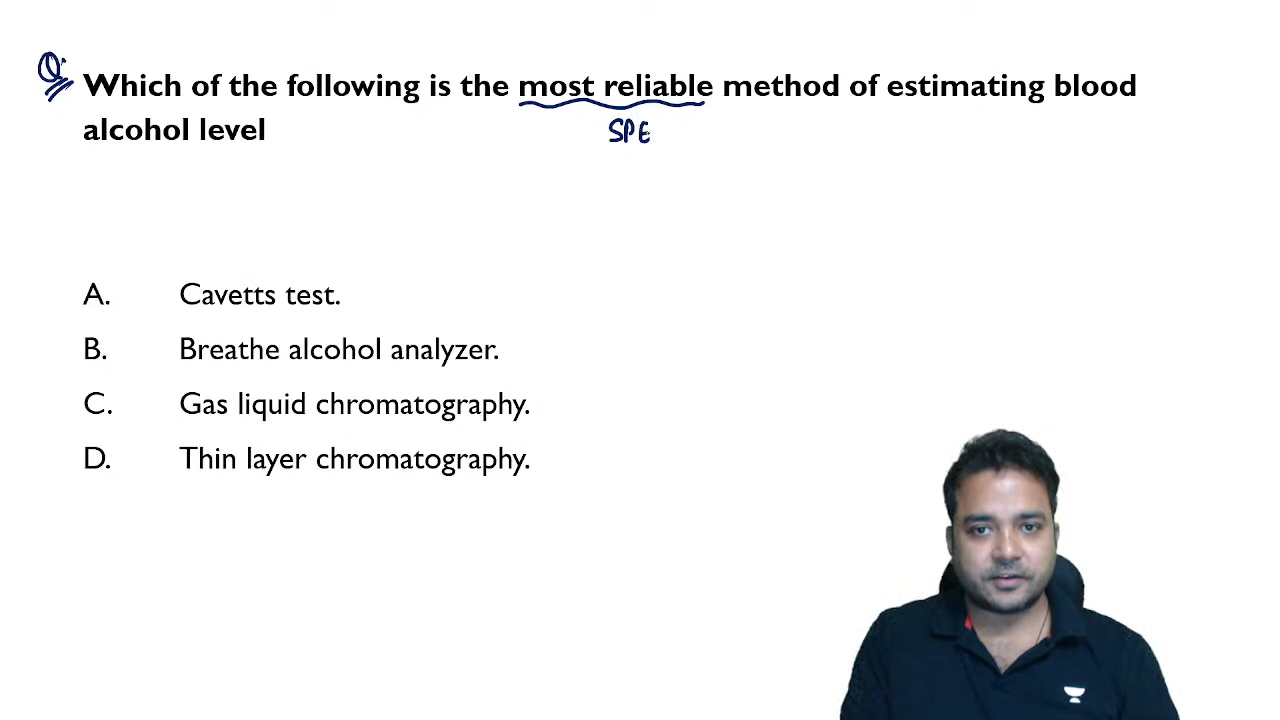 Q.
Which of the following is the most reliable method of estimating blood
alcohol level
SPE
A. Cavetts test.
B. Breathe alcohol analyzer.
C. Gas liquid chromatography.
D. Thin layer chromatography.